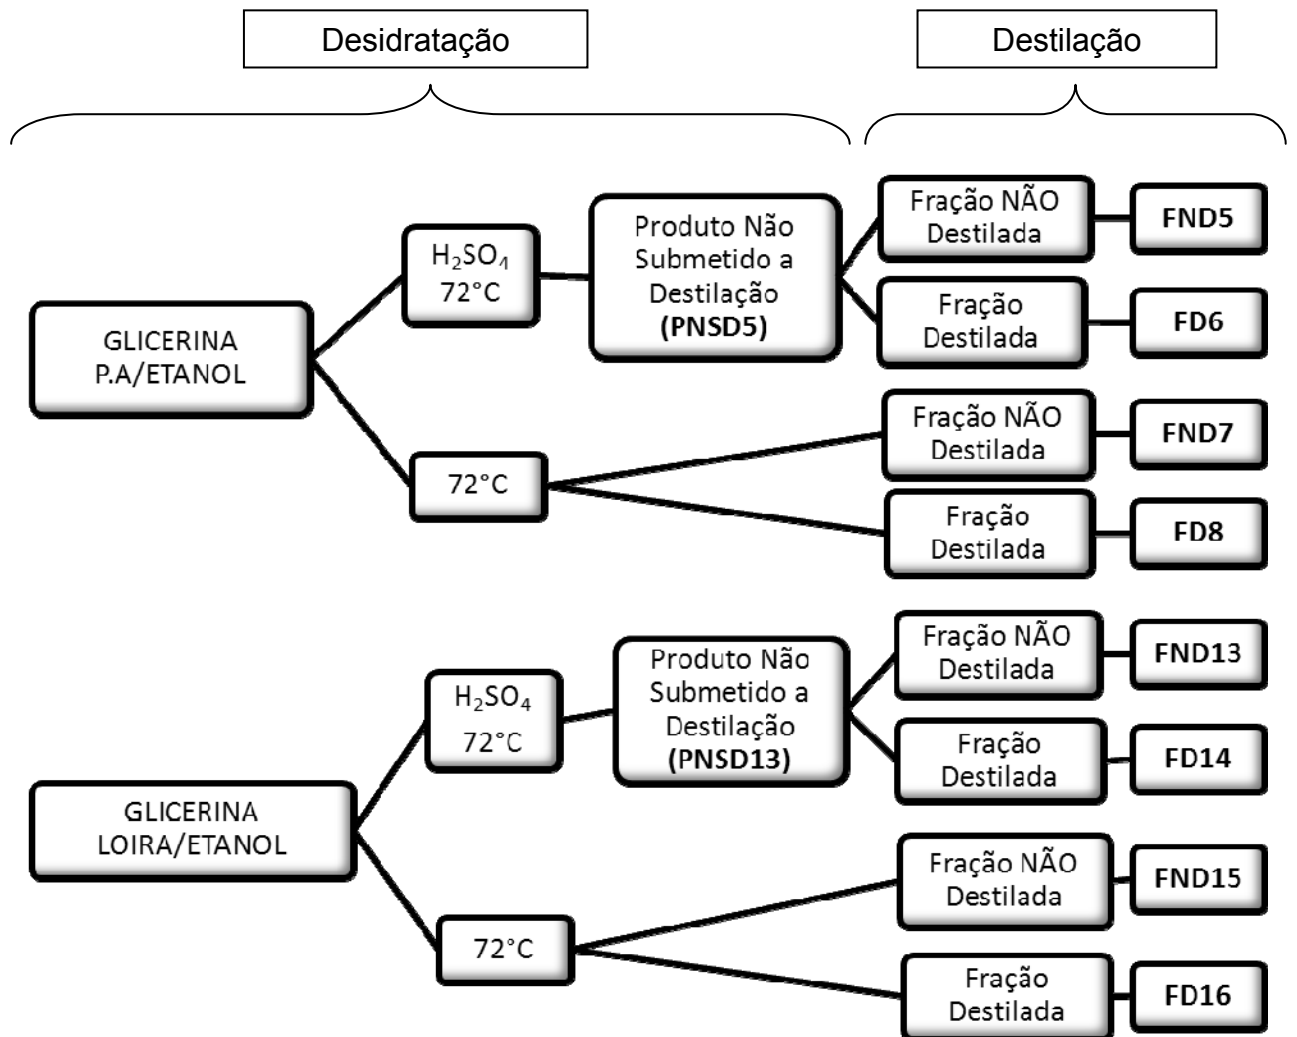 Desidratação
Destilação
GLICERINA
P.A/ETANOL
H₂SO₄
72°C
Produto Não
Submetido a
Destilação
(PNSD5)
Fração NÃO
Destilada
FND5
Fração
Destilada
FD6
72°C
Fração NÃO
Destilada
FND7
Fração
Destilada
FD8
GLICERINA
LOIRA/ETANOL
H₂SO₄
72°C
Produto Não
Submetido a
Destilação
(PNSD13)
Fração NÃO
Destilada
FND13
Fração
Destilada
FD14
72°C
Fração NÃO
Destilada
FND15
Fração
Destilada
FD16